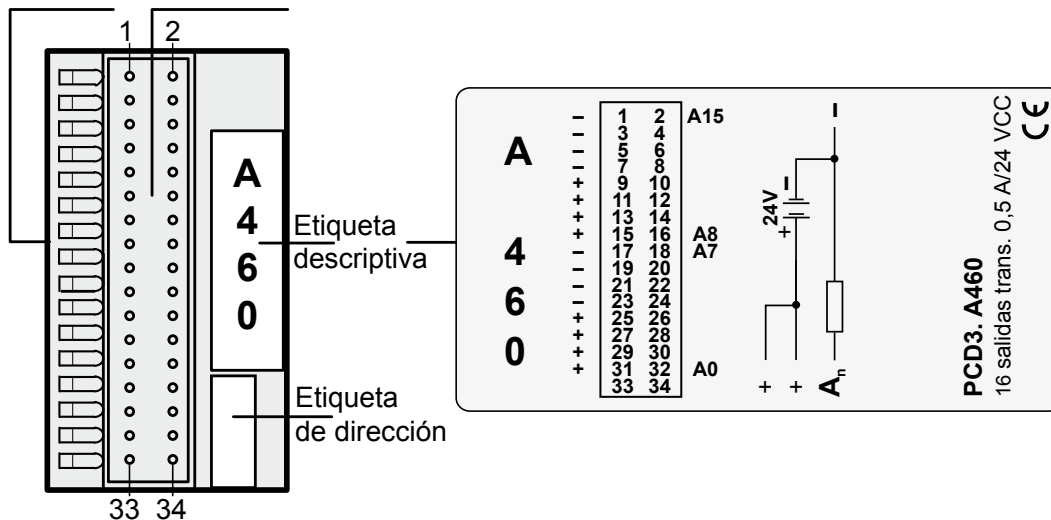 1 2
A
4
6
0
Etiqueta
descriptiva
Etiqueta
de dirección
33 34
A
4
6
0
– 1 2 A15
– 3 4
– 5 6
– 7 8
+ 9 10
+ 11 12
+ 13 14
+ 15 16 A8
– 17 18 A7
– 19 20
– 21 22
– 23 24
+ 25 26
+ 27 28
+ 29 30
+ 31 32 A0
33 34
–
–
24V
+
+ + An
PCD3. A460
16 salidas trans. 0,5 A/24 VCC
CE